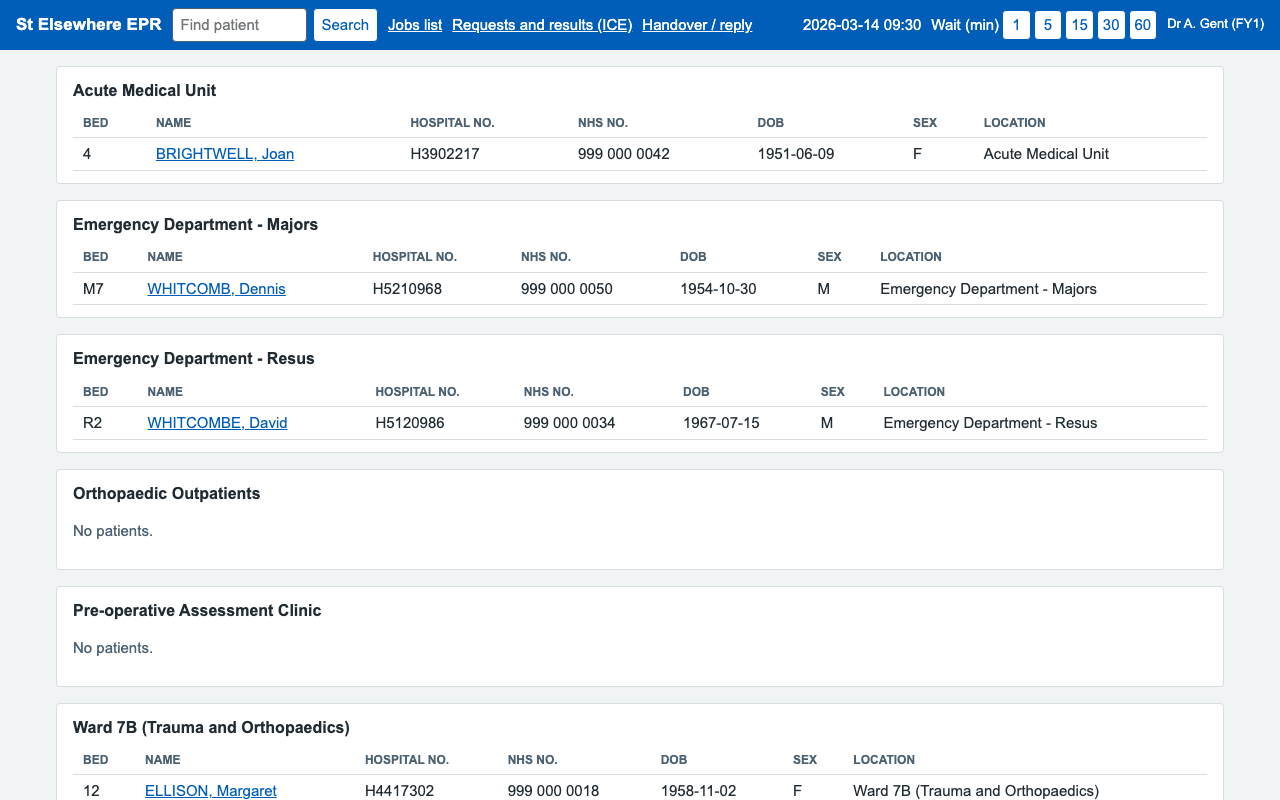 St Elsewhere EPR Find patient Search Jobs list Requests and results (ICE) Handover / reply 2026-03-14 09:30 Wait (min) 1 5 15 30 60 Dr A. Gent (FY1)
Acute Medical Unit
BED NAME HOSPITAL NO. NHS NO. DOB SEX LOCATION
4 BRIGHTWELL, Joan H3902217 999 000 0042 1951-06-09 F Acute Medical Unit
Emergency Department - Majors
BED NAME HOSPITAL NO. NHS NO. DOB SEX LOCATION
M7 WHITCOMB, Dennis H5210968 999 000 0050 1954-10-30 M Emergency Department - Majors
Emergency Department - Resus
BED NAME HOSPITAL NO. NHS NO. DOB SEX LOCATION
R2 WHITCOMBE, David H5120986 999 000 0034 1967-07-15 M Emergency Department - Resus
Orthopaedic Outpatients
No patients.
Pre-operative Assessment Clinic
No patients.
Ward 7B (Trauma and Orthopaedics)
BED NAME HOSPITAL NO. NHS NO. DOB SEX LOCATION
12 ELLISON, Margaret H4417302 999 000 0018 1958-11-02 F Ward 7B (Trauma and Orthopaedics)